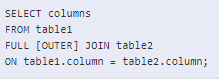 SELECT columns
FROM table1
FULL [OUTER] JOIN table2
ON table1.column = table2.column;